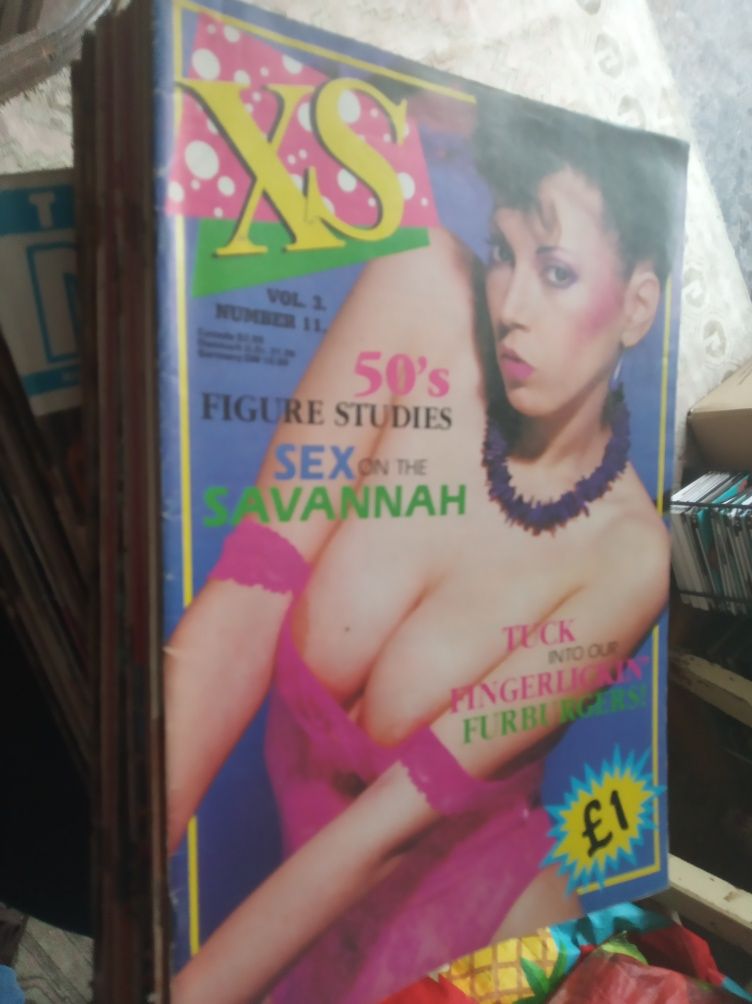 XS
VOL. 3.
NUMBER 11.
50's
FIGURE STUDIES
SEX ON THE
SAVANNAH
TUCK
INTO OUR
FINGERLICKIN'
FURBURGERS!
£1